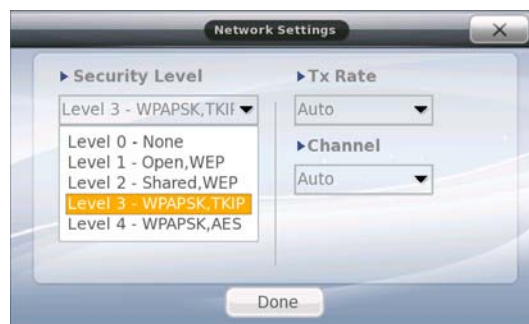 Network Settings
Security Level
Level 3 - WPAPSK,TKIP
Level 0 - None
Level 1 - Open,WEP
Level 2 - Shared,WEP
Level 3 - WPAPSK,TKIP
Level 4 - WPAPSK,AES
Tx Rate
Auto
Channel
Auto
Done